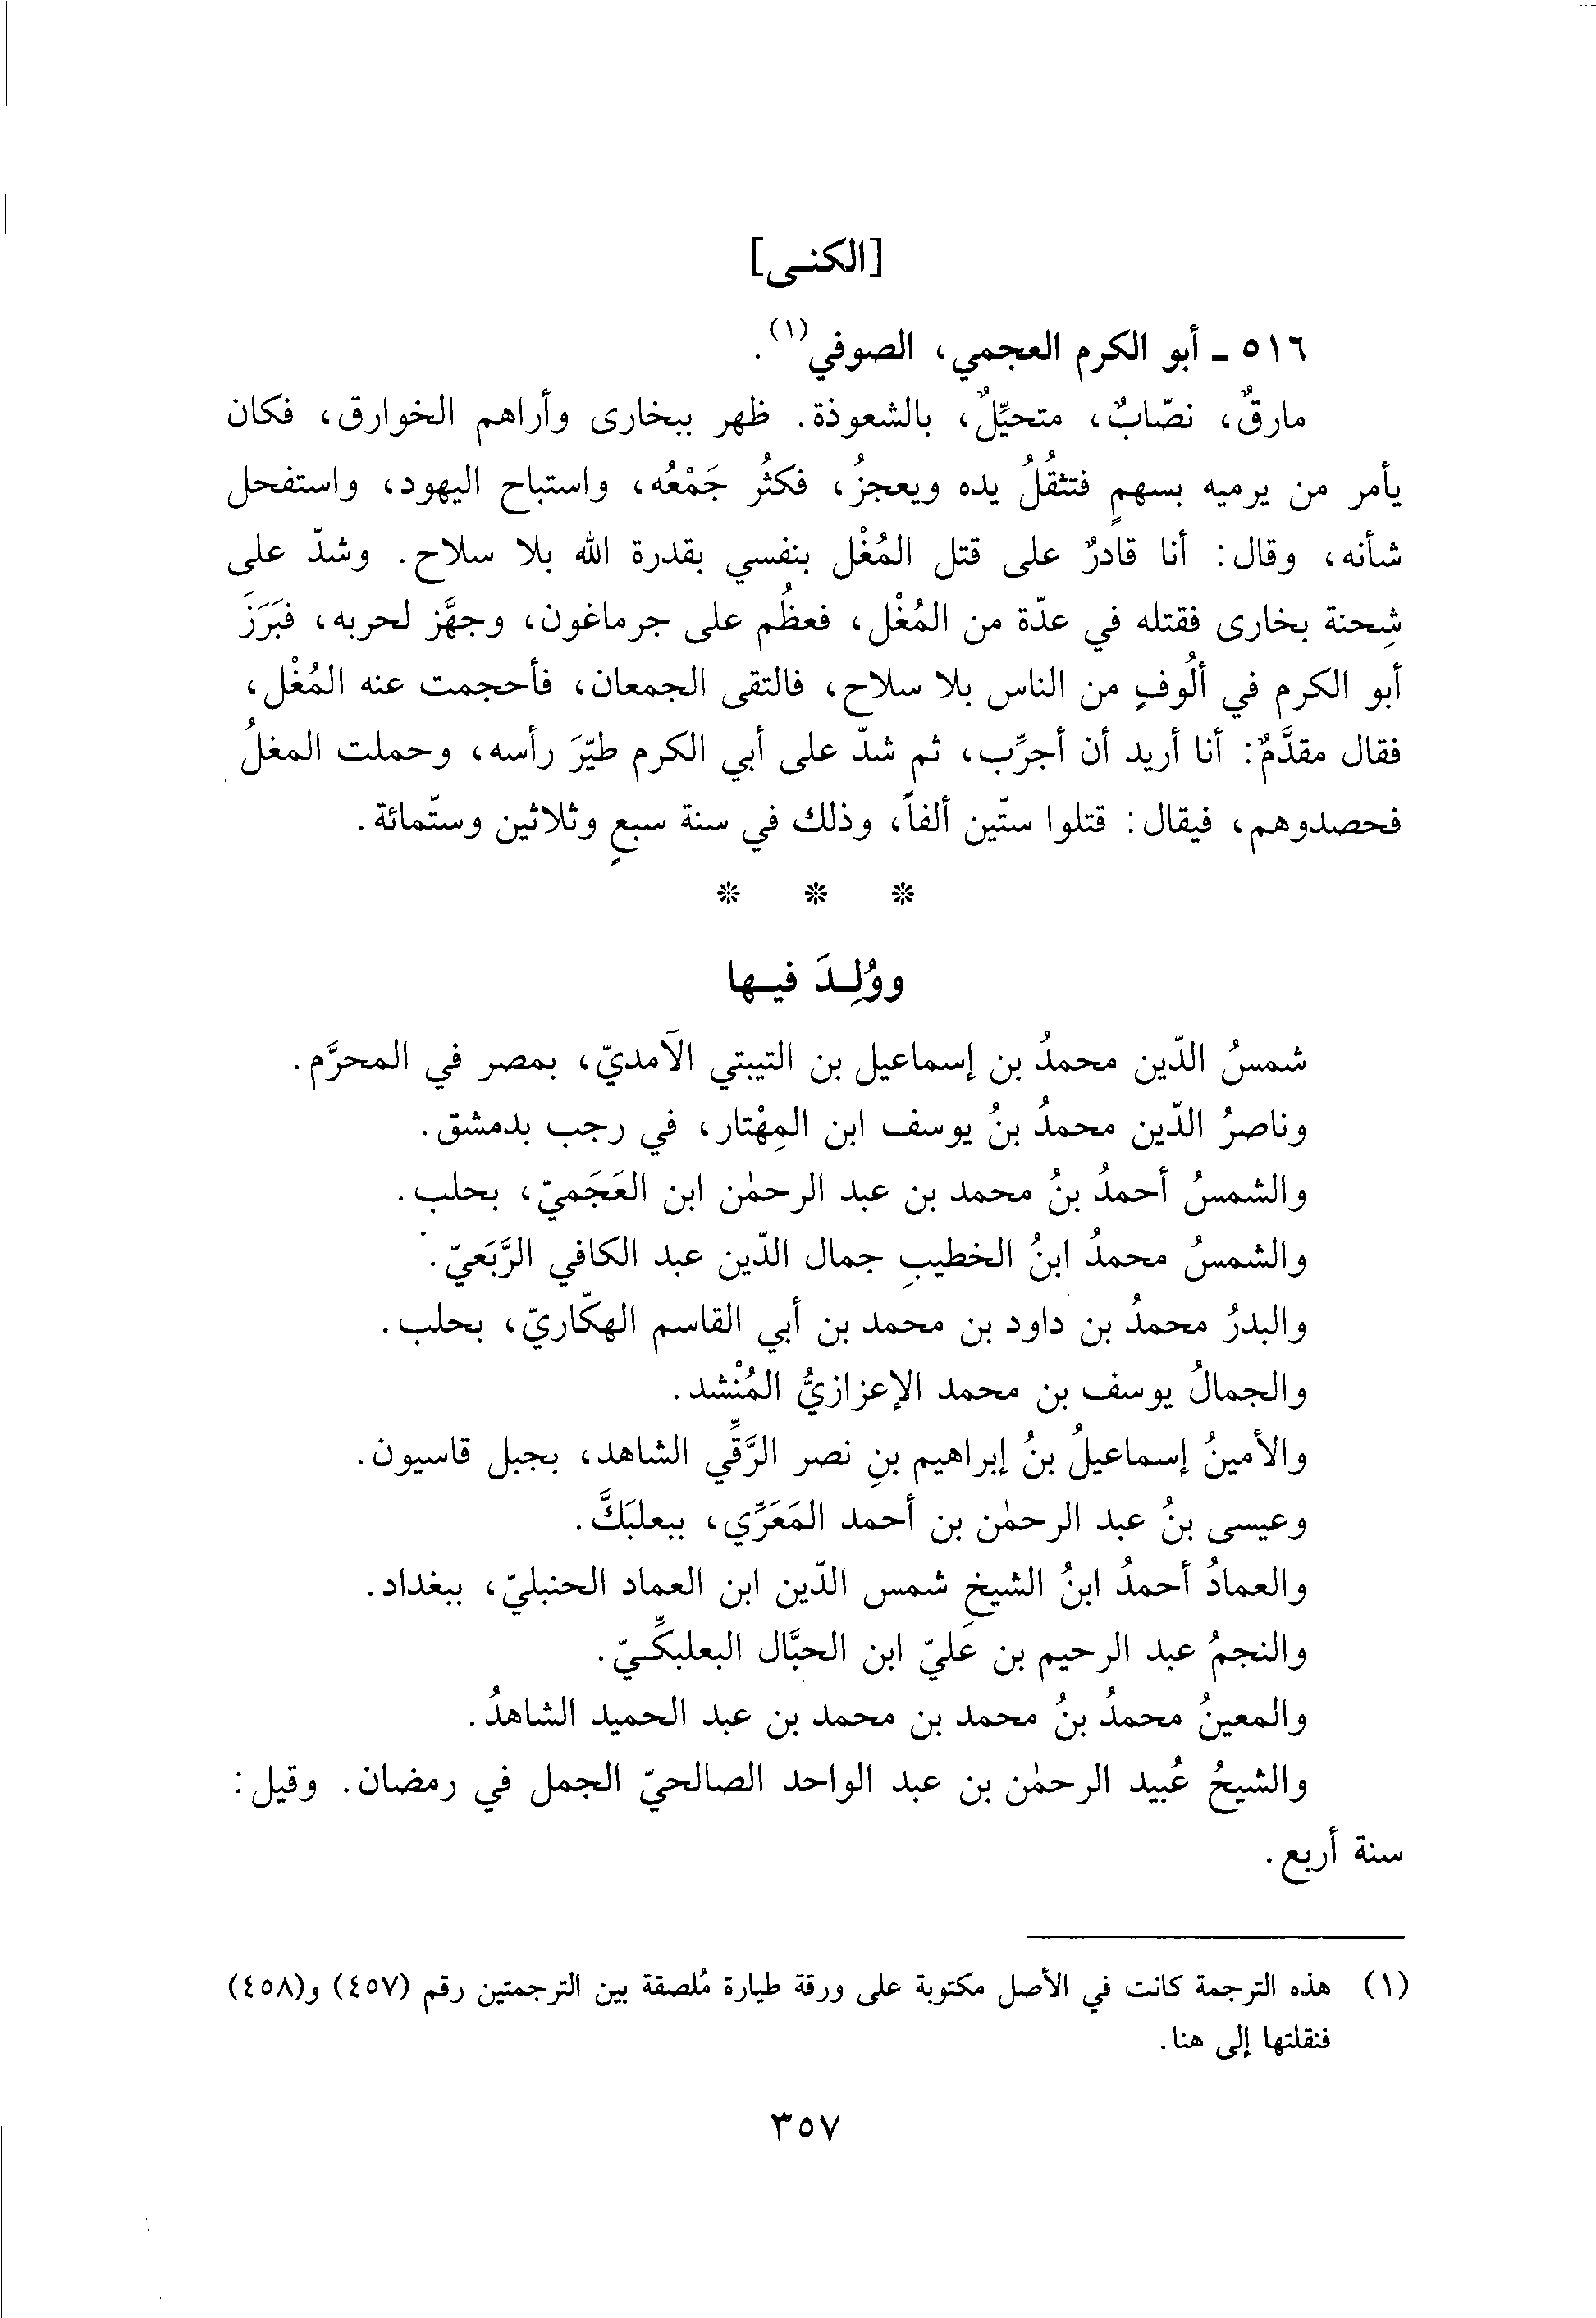 [الكنى]
٥١٦ - أبو الكرم العجمي، الصوفي(١).
مارقٌ، نصّابٌ، متحيِّلٌ، بالشعوذة. ظهر ببخارى وأراهم الخوارق، فكان
يأمر من يرميه بسهمٍ فتثقُلُ يده ويعجزُ، فكثُر جَمْعُه، واستباح اليهود، واستفحل
شأنه، وقال: أنا قادرٌ على قتل المُغْل بنفسي بقدرة الله بلا سلاح. وشدّ على
شِحنة بخارى فقتله في عدّة من المُغْل، فعظُم على جرماغون، وجهَّز لحربه، فبَرَزَ
أبو الكرم في ألُوفٍ من الناس بلا سلاح، فالتقى الجمعان، فأحجمت عنه المُغْل،
فقال مقدَّمٌ: أنا أريد أن أجرِّب، ثم شدّ على أبي الكرم طيّرَ رأسه، وحملت المغلُ
فحصدوهم، فيقال: قتلوا ستّين ألفاً، وذلك في سنة سبعٍ وثلاثين وستّمائة.
* * *
ووُلِدَ فيها
شمسُ الدّين محمدُ بن إسماعيل بن التيبتي الآمديّ، بمصر في المحرَّم.
وناصرُ الدّين محمدُ بنُ يوسف ابن المِهْتار، في رجب بدمشق.
والشمسُ أحمدُ بنُ محمد بن عبد الرحمٰن ابن العَجَميّ، بحلب.
والشمسُ محمدُ ابنُ الخطيبِ جمال الدّين عبد الكافي الرَّبَعيّ.
والبدرُ محمدُ بن داود بن محمد بن أبي القاسم الهكّاريّ، بحلب.
والجمالُ يوسف بن محمد الإعزازيُّ المُنْشد.
والأمينُ إسماعيلُ بنُ إبراهيم بنِ نصر الرَّقِّي الشاهد، بجبل قاسيون.
وعيسى بنُ عبد الرحمٰن بن أحمد المَعَرِّي، ببعلبَكَّ.
والعمادُ أحمدُ ابنُ الشيخِ شمس الدّين ابن العماد الحنبليّ، ببغداد.
والنجمُ عبد الرحيم بن عليّ ابن الحبَّال البعلبكِّيّ.
والمعينُ محمدُ بنُ محمد بن محمد بن عبد الحميد الشاهدُ.
والشيخُ عُبيد الرحمٰن بن عبد الواحد الصالحيّ الجمل في رمضان. وقيل:
سنة أربع.
(١) هذه الترجمة كانت في الأصل مكتوبة على ورقة طيارة مُلصقة بين الترجمتين رقم (٤٥٧) و(٤٥٨)
فنقلتها إلى هنا.
٣٥٧